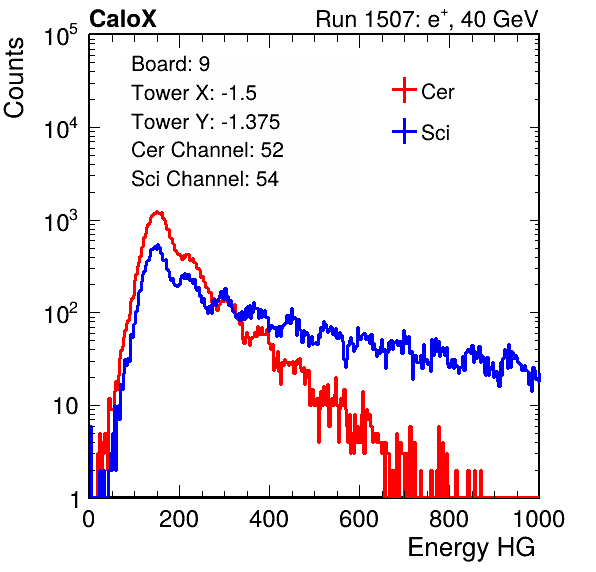 CaloX Run 1507: e⁺, 40 GeV
10⁵
Board: 9
Tower X: -1.5
Cer
Tower Y: -1.375
Sci
Cer Channel: 52
Sci Channel: 54
Counts
10⁴
10³
10²
10
1
0 200 400 600 800 1000
Energy HG